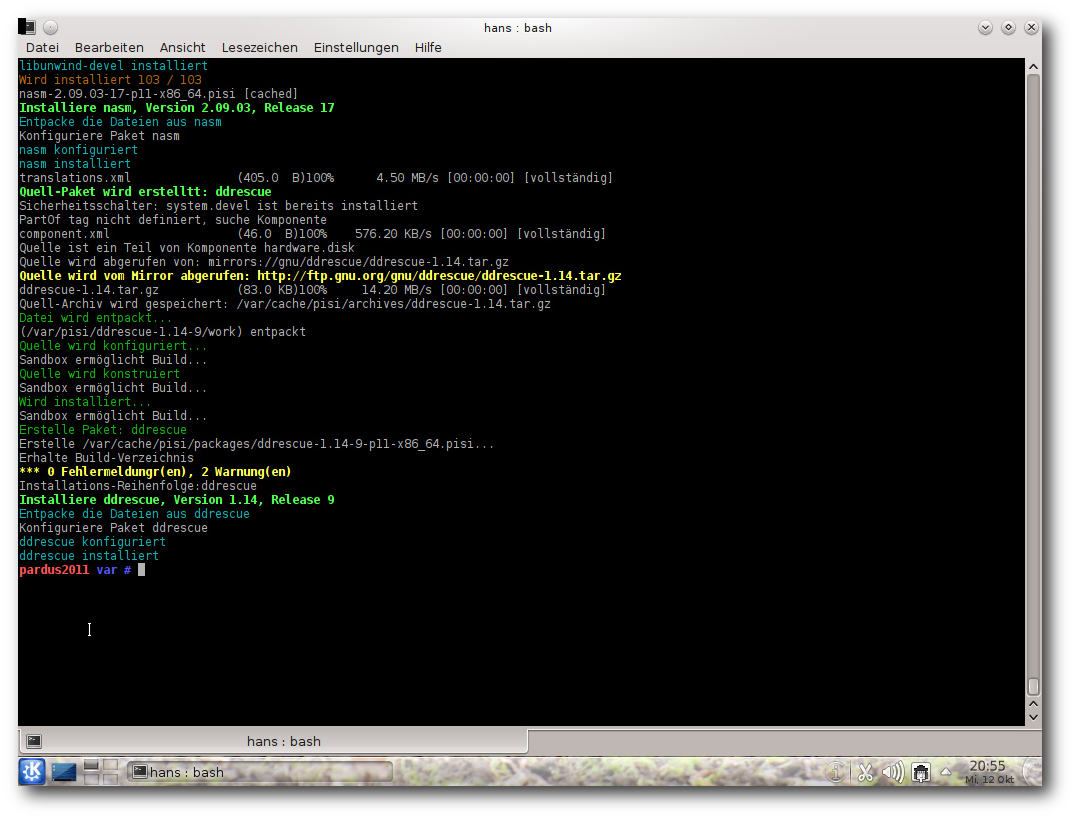 hans : bash
Datei Bearbeiten Ansicht Lesezeichen Einstellungen Hilfe
libunwind-devel installiert
Wird installiert 103 / 103
nasm-2.09.03-17-p11-x86_64.pisi [cached]
Installiere nasm, Version 2.09.03, Release 17
Entpacke die Dateien aus nasm
Konfiguriere Paket nasm
nasm konfiguriert
nasm installiert
translations.xml (405.0 B)100% 4.50 MB/s [00:00:00] [vollständig]
Quell-Paket wird erstelltt: ddrescue
Sicherheitsschalter: system.devel ist bereits installiert
PartOf tag nicht definiert, suche Komponente
component.xml (46.0 B)100% 576.20 KB/s [00:00:00] [vollständig]
Quelle ist ein Teil von Komponente hardware.disk
Quelle wird abgerufen von: mirrors://gnu/ddrescue/ddrescue-1.14.tar.gz
Quelle wird vom Mirror abgerufen: http://ftp.gnu.org/gnu/ddrescue/ddrescue-1.14.tar.gz
ddrescue-1.14.tar.gz (83.0 KB)100% 14.20 MB/s [00:00:00] [vollständig]
Quell-Archiv wird gespeichert: /var/cache/pisi/archives/ddrescue-1.14.tar.gz
Datei wird entpackt...
(/var/pisi/ddrescue-1.14-9/work) entpackt
Quelle wird konfiguriert...
Sandbox ermöglicht Build...
Quelle wird konstruiert
Sandbox ermöglicht Build...
Wird installiert...
Sandbox ermöglicht Build...
Erstelle Paket: ddrescue
Erstelle /var/cache/pisi/packages/ddrescue-1.14-9-p11-x86_64.pisi...
Erhalte Build-Verzeichnis
*** 0 Fehlermeldungr(en), 2 Warnung(en)
Installations-Reihenfolge:ddrescue
Installiere ddrescue, Version 1.14, Release 9
Entpacke die Dateien aus ddrescue
Konfiguriere Paket ddrescue
ddrescue konfiguriert
ddrescue installiert
pardus2011 var #
hans : bash
hans : bash
20:55
Mi, 12 Okt